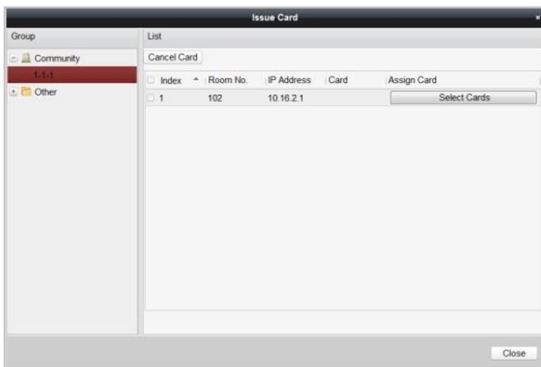 Issue Card
Group
List
Community
1-1-1
Other
Cancel Card
Index Room No. IP Address Card Assign Card
1 102 10.16.2.1 Select Cards
Close